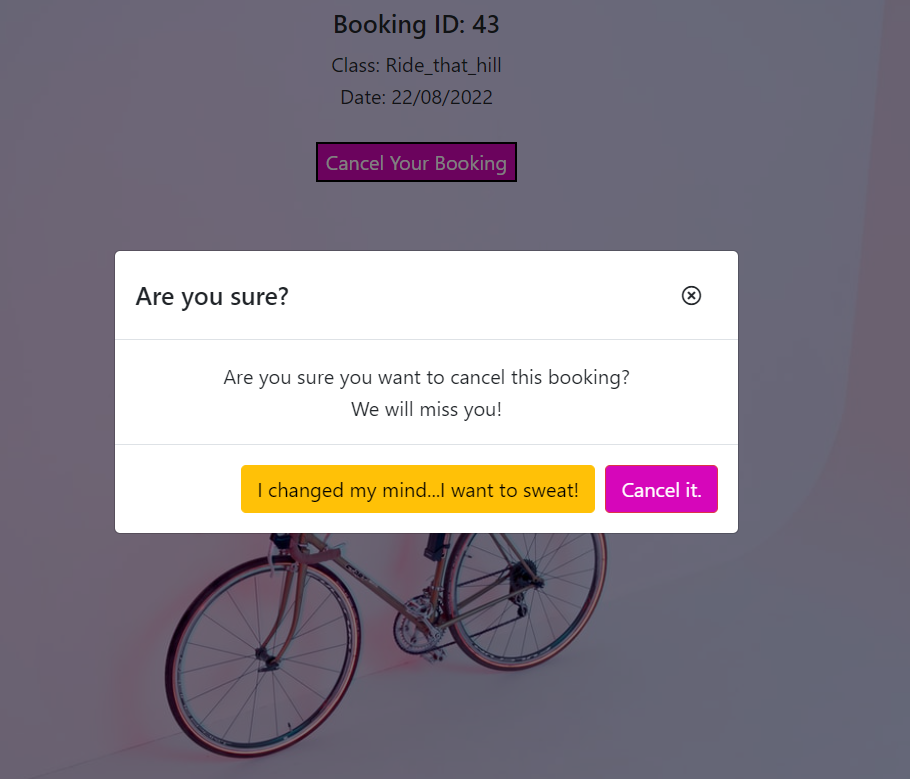 Booking ID: 43
Class: Ride_that_hill
Date: 22/08/2022
Cancel Your Booking
Are you sure?
Are you sure you want to cancel this booking?
We will miss you!
I changed my mind...I want to sweat!
Cancel it.